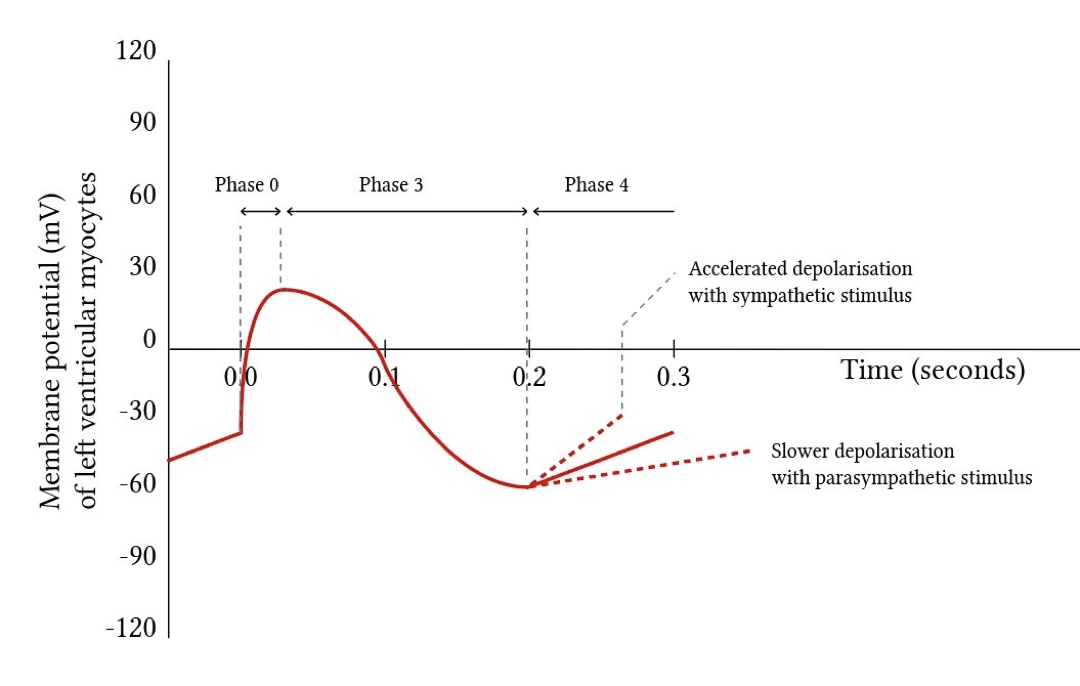 120
90
60
30
0
-30
-60
-90
-120
Membrane potential (mV)
of left ventricular myocytes
Phase 0
Phase 3
Phase 4
Accelerated depolarisation
with sympathetic stimulus
0.0
0.1
0.2
0.3
Time (seconds)
Slower depolarisation
with parasympathetic stimulus